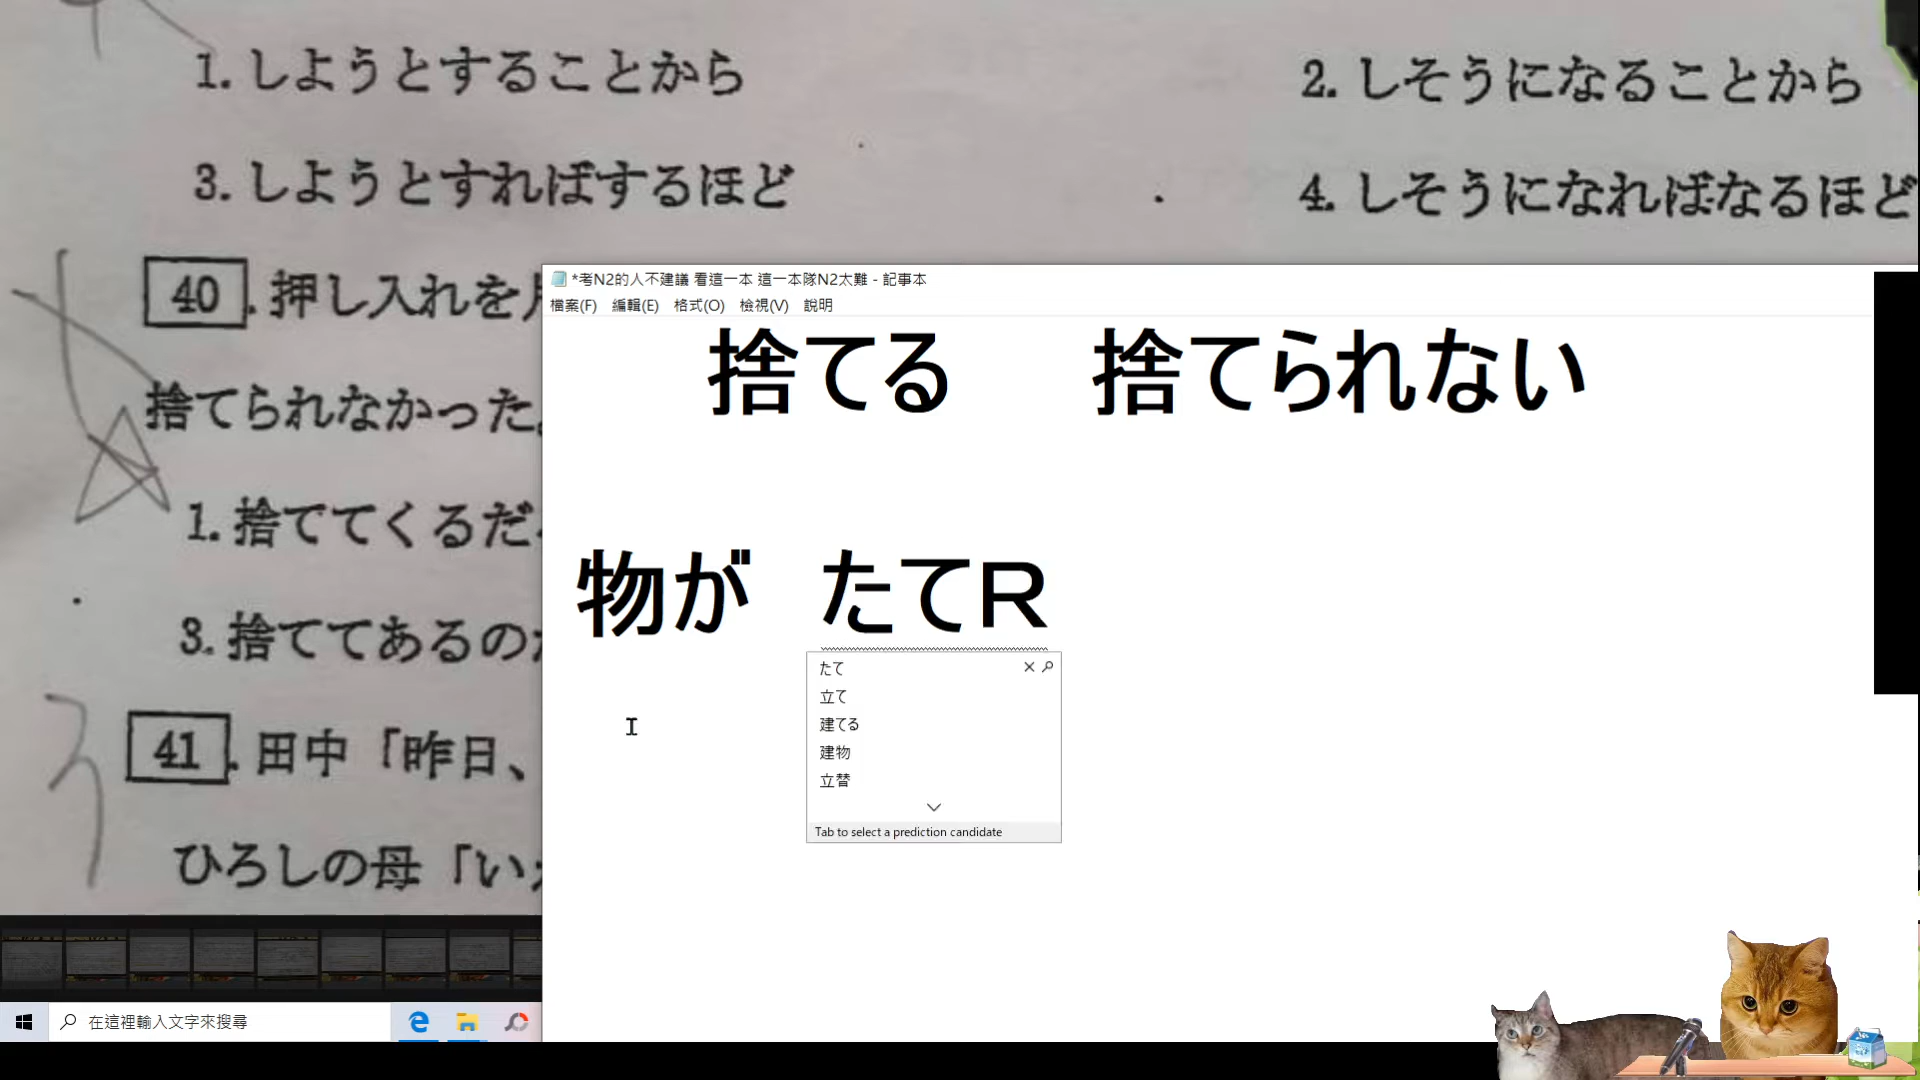 1. しようとすることから
2. しそうになることから
3. しようとすればするほど
4. しそうになればなるほど
40. 押し入れを
捨てられなかった。
1. 捨ててくるだ
3. 捨ててあるの
41. 田中「昨日、
ひろしの母「い
*考N2的人不建議 看這一本 這一本隊N2太難 - 記事本
檔案(F) 編輯(E) 格式(O) 檢視(V) 說明
捨てる 捨てられない
物が たてR
たて
立て
建てる
建物
立替
Tab to select a prediction candidate
在這裡輸入文字來搜尋